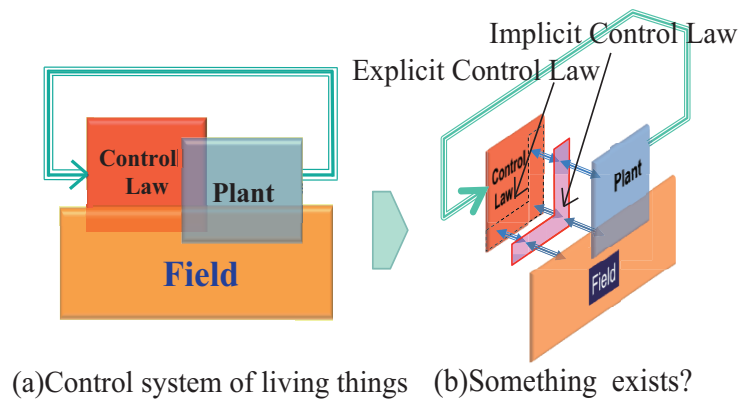 Control
Law
Plant
Field
(a)Control system of living things
Implicit Control Law
Explicit Control Law
Control
Law
Plant
Field
(b)Something exists?